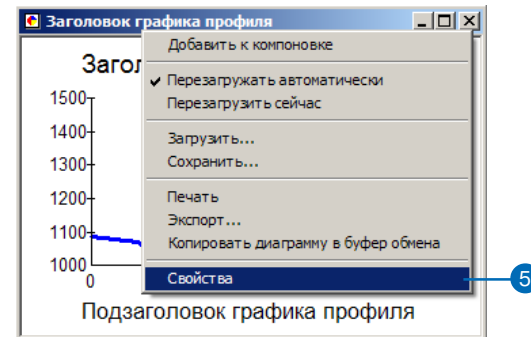 Заголовок графика профиля
Добавить к компоновке
Загол
Перезагружать автоматически
Перезагрузить сейчас
1500
1400
Загрузить...
1300
Сохранить...
1200
Печать
Экспорт...
1100
Копировать диаграмму в буфер обмена
1000
Свойства
5
0
Подзаголовок графика профиля